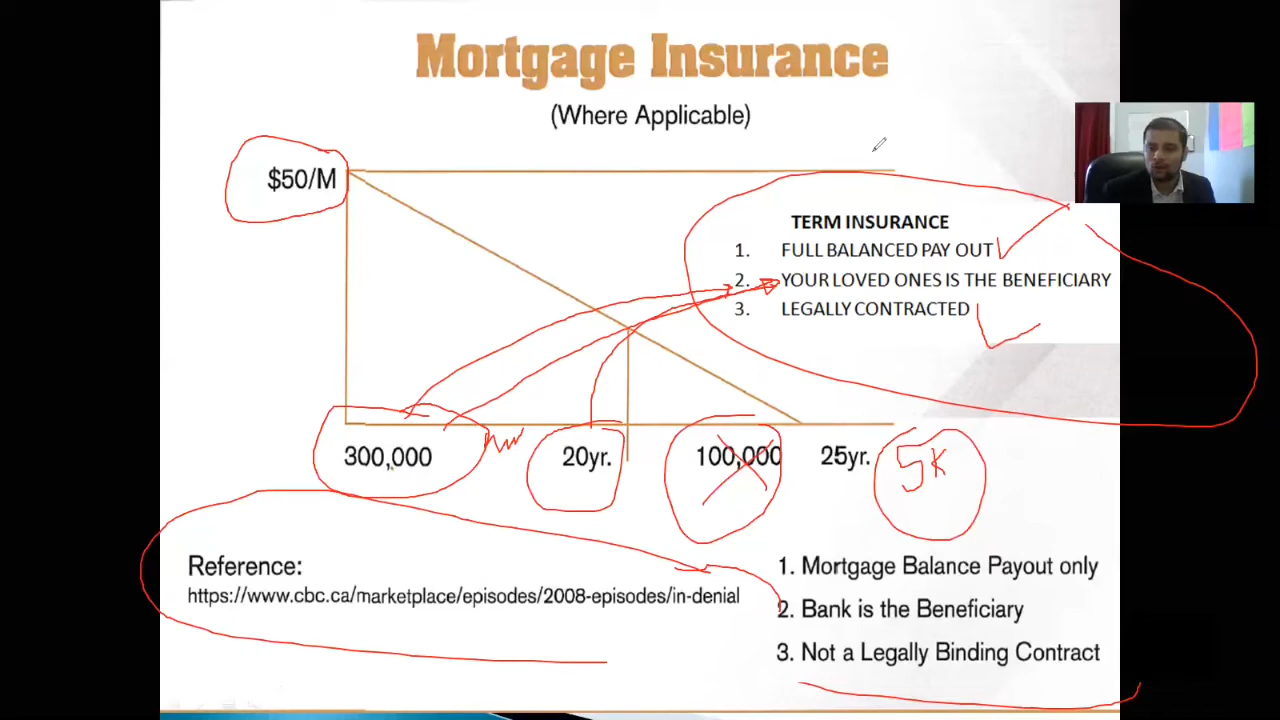 Mortgage Insurance
(Where Applicable)
$50/M
TERM INSURANCE
1. FULL BALANCED PAY OUT
2. YOUR LOVED ONES IS THE BENEFICIARY
3. LEGALLY CONTRACTED
300,000 20yr. 100,000 25yr. 5K
Reference:
https://www.cbc.ca/marketplace/episodes/2008-episodes/in-denial
1. Mortgage Balance Payout only
2. Bank is the Beneficiary
3. Not a Legally Binding Contract